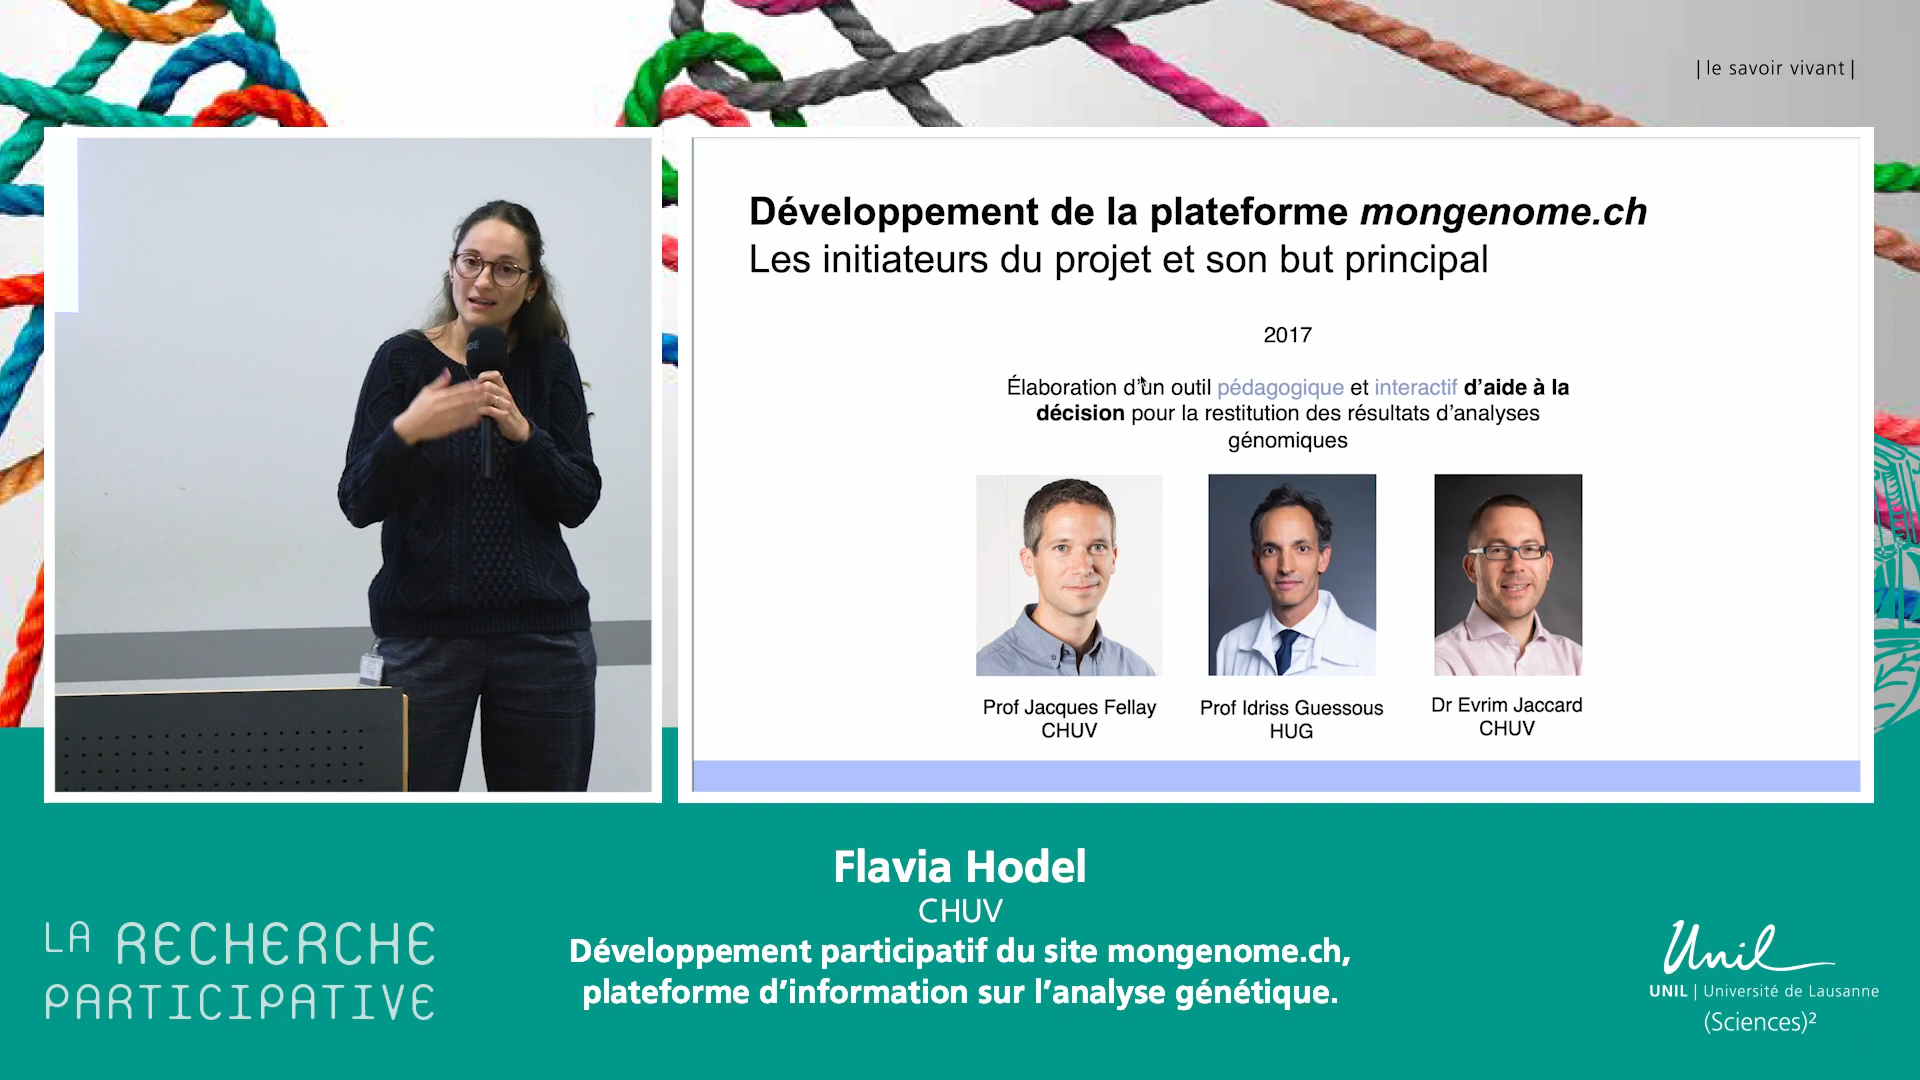 | le savoir vivant |
Développement de la plateforme mongenome.ch
Les initiateurs du projet et son but principal
2017
Élaboration d’un outil pédagogique et interactif d’aide à la
décision pour la restitution des résultats d’analyses
génomiques
Prof Jacques Fellay
CHUV
Prof Idriss Guessous
HUG
Dr Evrim Jaccard
CHUV
Flavia Hodel
CHUV
Développement participatif du site mongenome.ch,
plateforme d’information sur l’analyse génétique.
LA RECHERCHE
PARTICIPATIVE
Unil
UNIL | Université de Lausanne
(Sciences)²